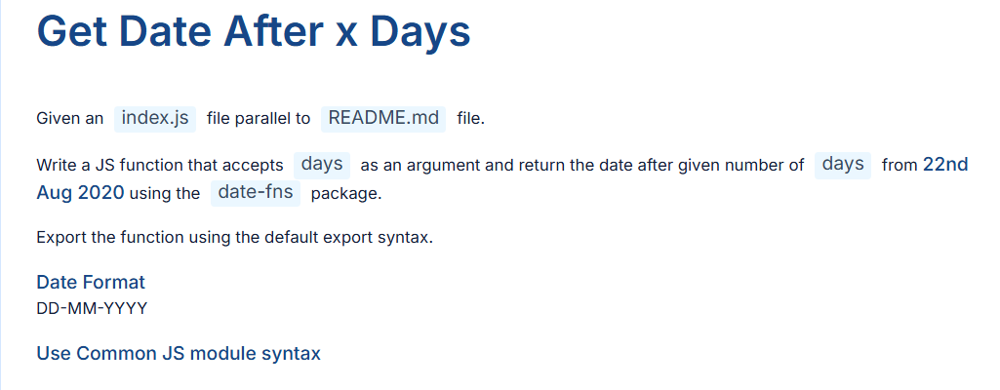 Get Date After x Days
Given an index.js file parallel to README.md file.
Write a JS function that accepts days as an argument and return the date after given number of days from 22nd
Aug 2020 using the date-fns package.
Export the function using the default export syntax.
Date Format
DD-MM-YYYY
Use Common JS module syntax